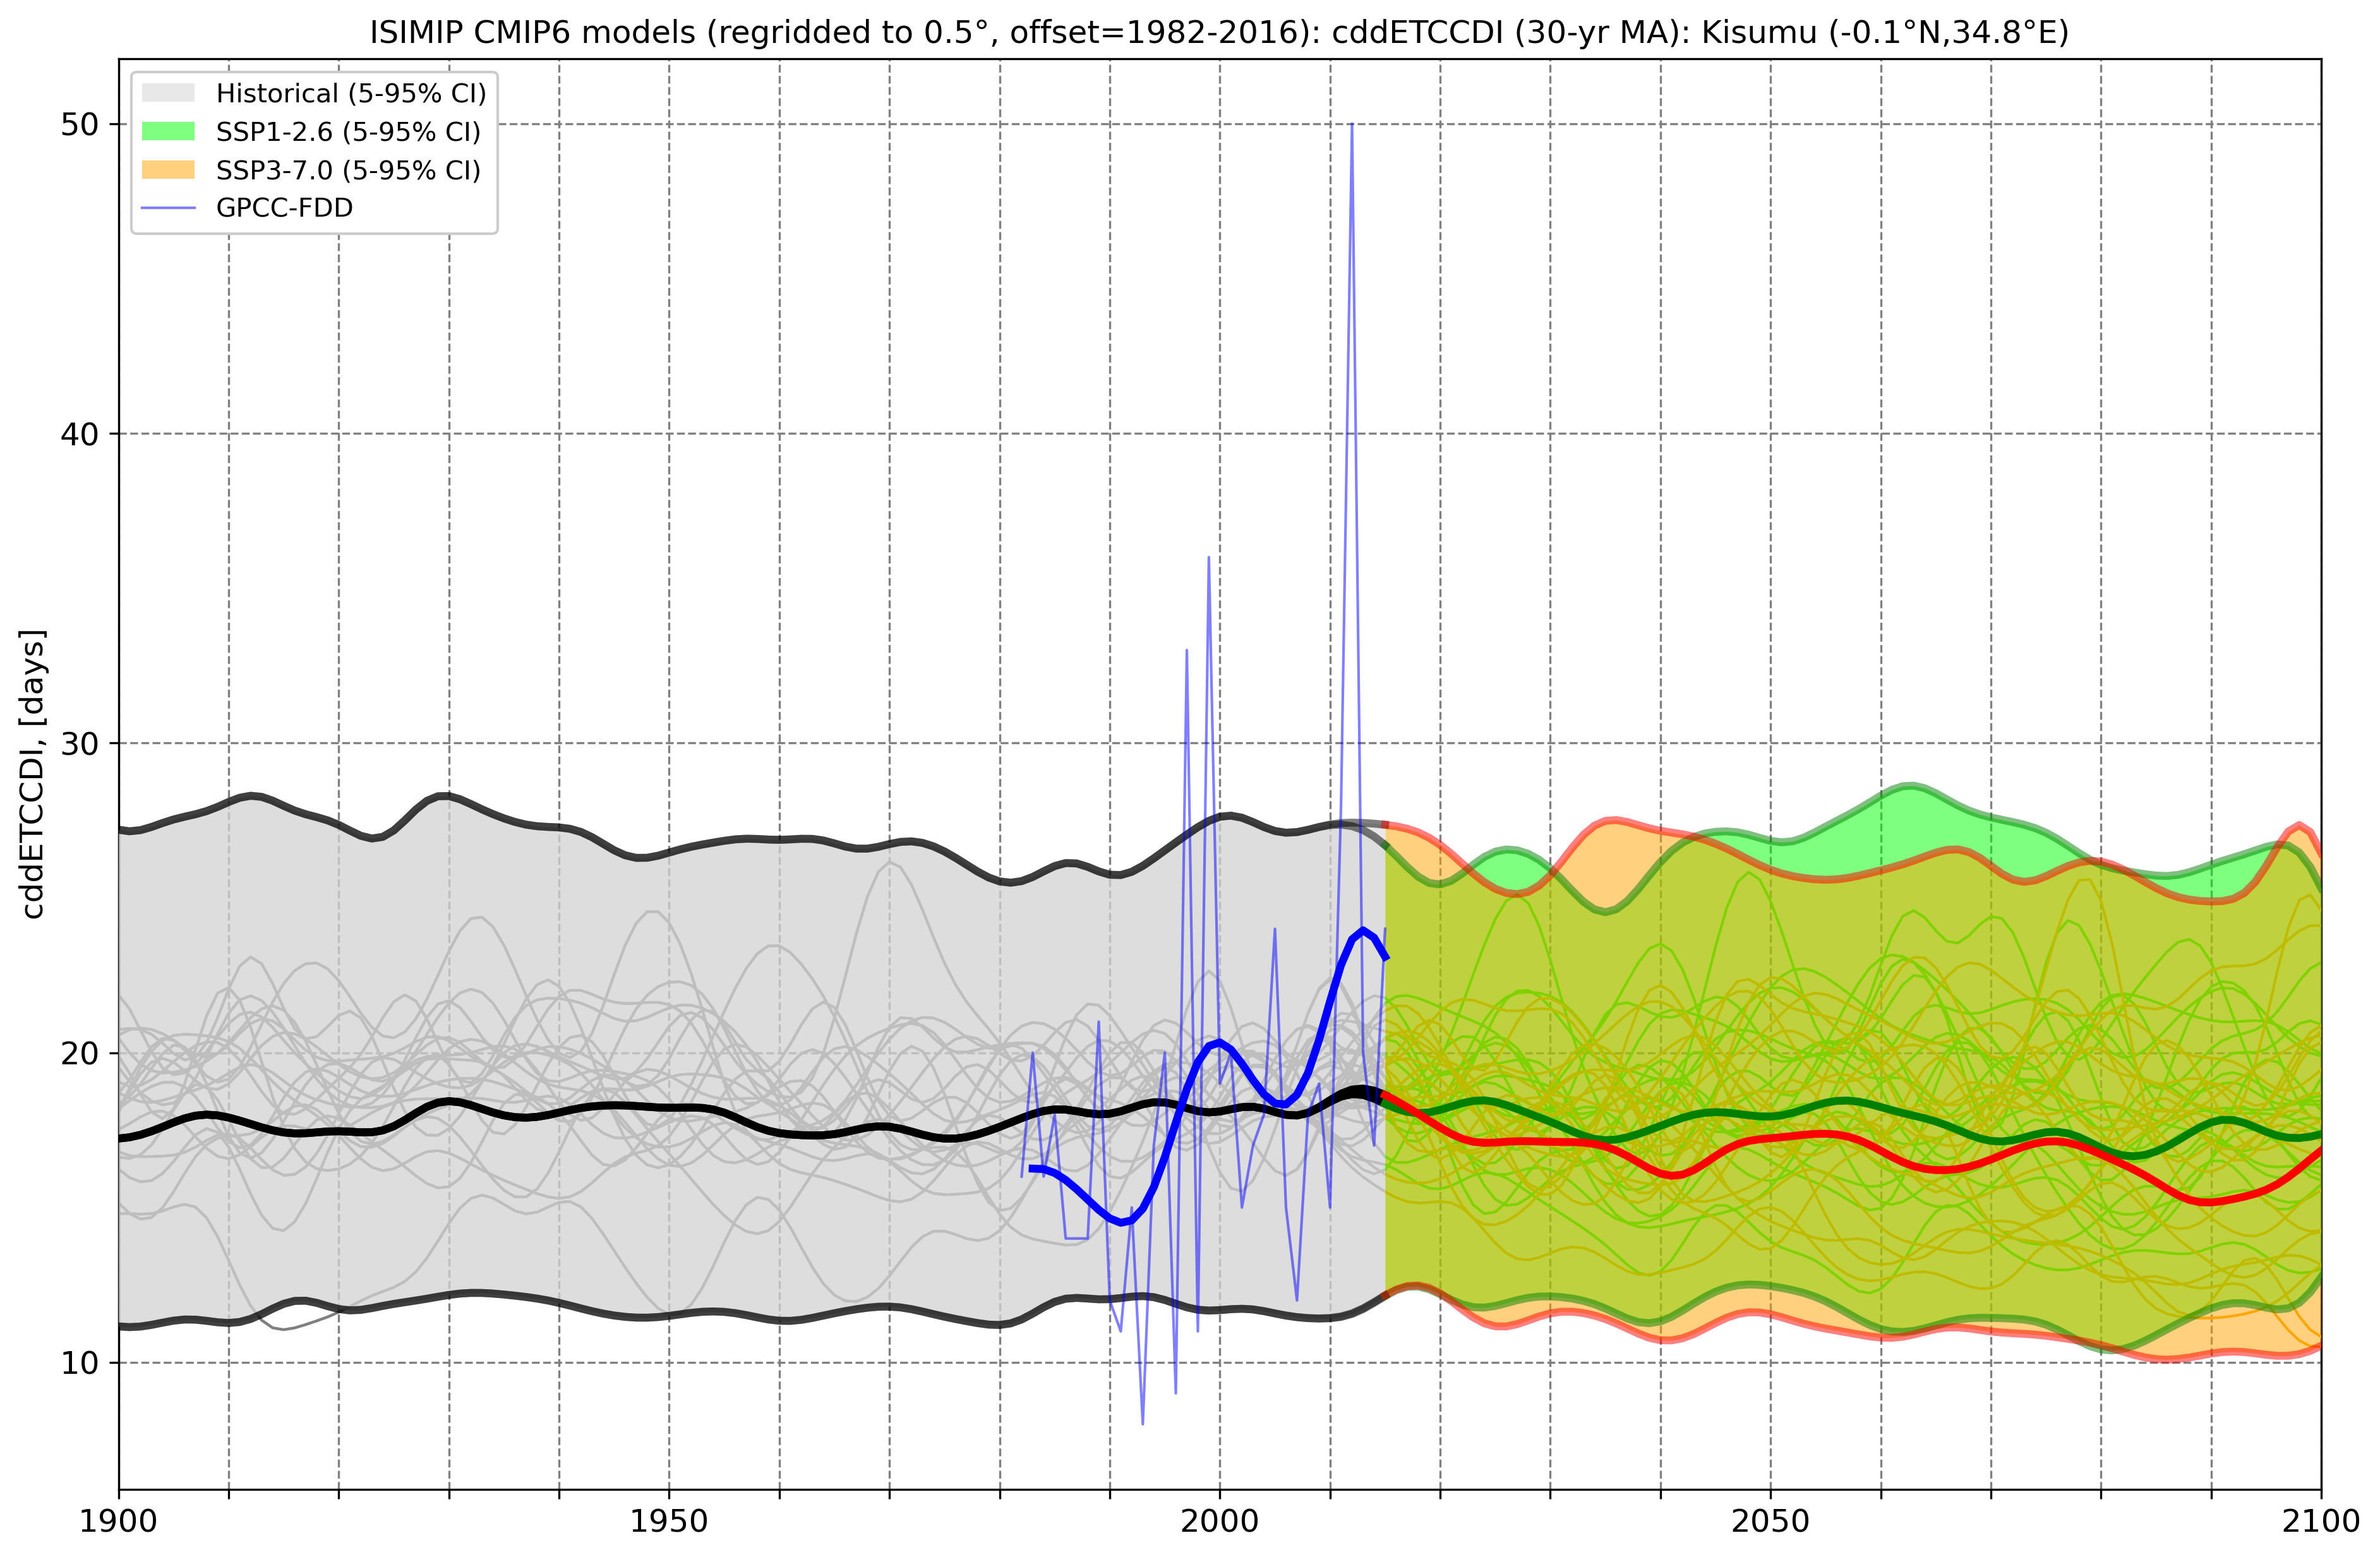 ISIMIP CMIP6 models (regridded to 0.5°, offset=1982-2016): cddETCCDI (30-yr MA): Kisumu (-0.1°N,34.8°E)
Historical (5-95% CI)
SSP1-2.6 (5-95% CI)
SSP3-7.0 (5-95% CI)
GPCC-FDD
cddETCCDI, [days]
50
40
30
20
10
1900
1950
2000
2050
2100